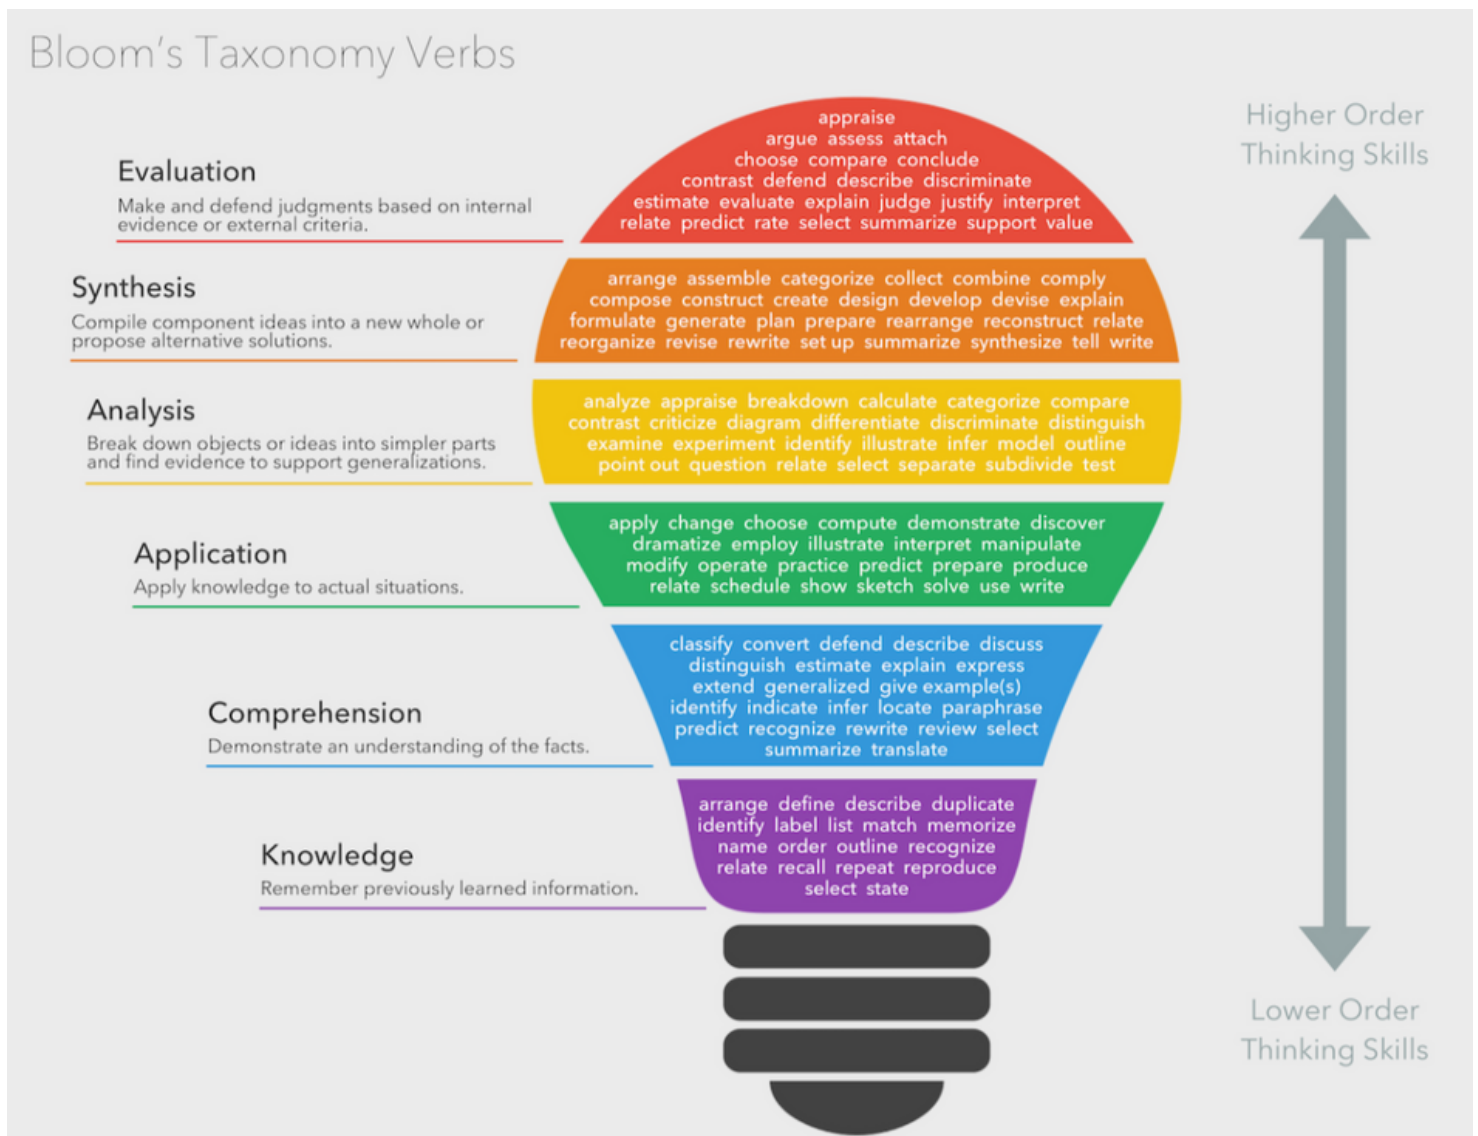 Bloom's Taxonomy Verbs
Higher Order
Thinking Skills
Evaluation
Make and defend judgments based on internal
evidence or external criteria.
appraise
argue assess attach
choose compare conclude
contrast defend describe discriminate
estimate evaluate explain judge justify interpret
relate predict rate select summarize support value
Synthesis
Compile component ideas into a new whole or
propose alternative solutions.
arrange assemble categorize collect combine comply
compose construct create design develop devise explain
formulate generate plan prepare rearrange reconstruct relate
reorganize revise rewrite set up summarize synthesize tell write
Analysis
Break down objects or ideas into simpler parts
and find evidence to support generalizations.
analyze appraise breakdown calculate categorize compare
contrast criticize diagram differentiate discriminate distinguish
examine experiment identify illustrate infer model outline
point out question relate select separate subdivide test
Application
Apply knowledge to actual situations.
apply change choose compute demonstrate discover
dramatize employ illustrate interpret manipulate
modify operate practice predict prepare produce
relate schedule show sketch solve use write
Comprehension
Demonstrate an understanding of the facts.
classify convert defend describe discuss
distinguish estimate explain express
extend generalized give example(s)
identify indicate infer locate paraphrase
predict recognize rewrite review select
summarize translate
Knowledge
Remember previously learned information.
arrange define describe duplicate
identify label list match memorize
name order outline recognize
relate recall repeat reproduce
select state
Lower Order
Thinking Skills